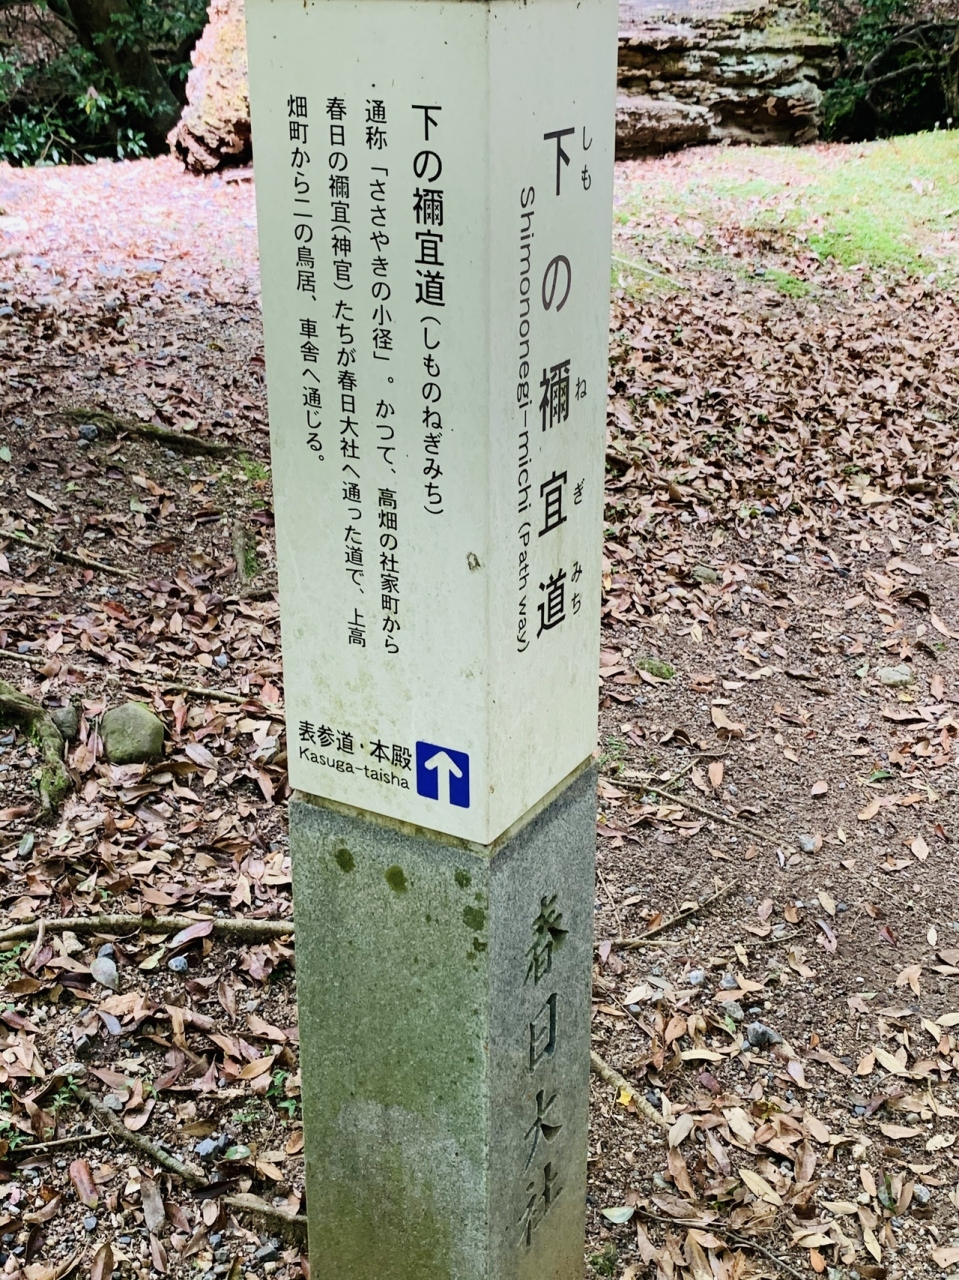 下の禰宜道
しも ね ぎ みち
Shimononegi-michi (Path way)
下の禰宜道(しものねぎみち)
通称「ささやきの小径」。かつて、高畑の社家町から
春日の禰宜(神官)たちが春日大社へ通った道で、上高
畑町から二の鳥居、車舎へ通じる。
表参道・本殿
Kasuga-taisha
春日大社